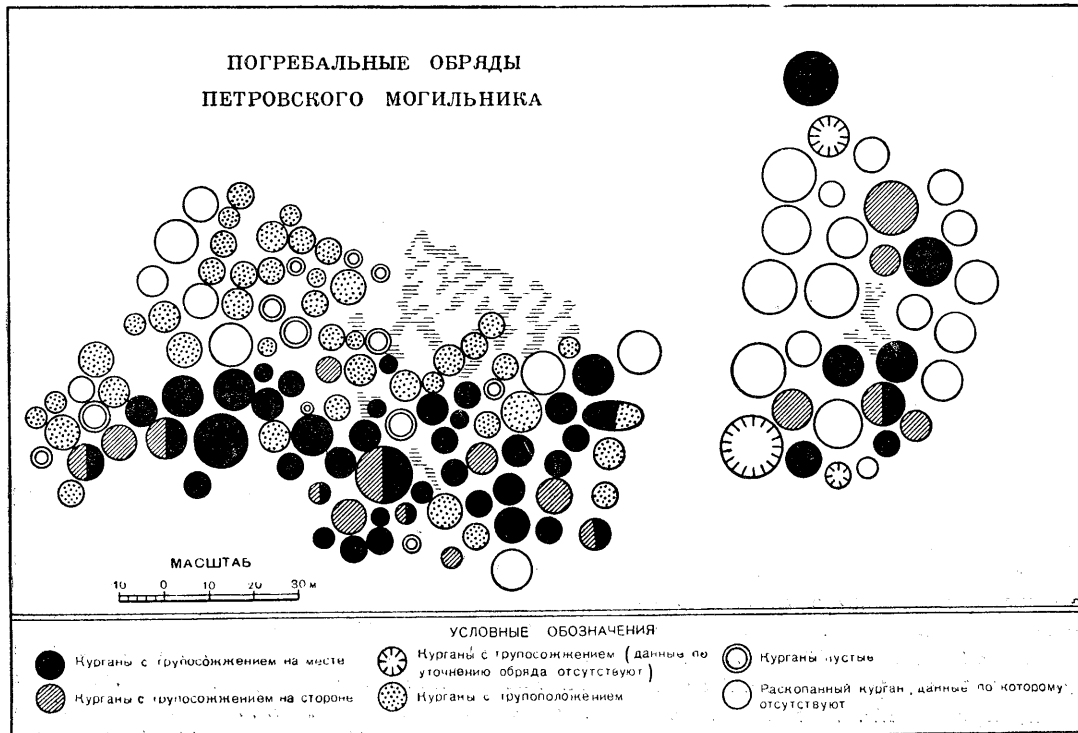 ПОГРЕБАЛЬНЫЕ ОБРЯДЫ
ПЕТРОВСКОГО МОГИЛЬНИКА
МАСШТАБ
10 0 10 20 30 м
УСЛОВНЫЕ ОБОЗНАЧЕНИЯ
Курганы с трупосожжением на месте
Курганы с трупосожжением на стороне
Курганы с трупосожжением (данные по
уточнению обряда отсутствуют)
Курганы с трупоположением
Курганы пустые
Раскопанный курган, данные по которому
отсутствуют